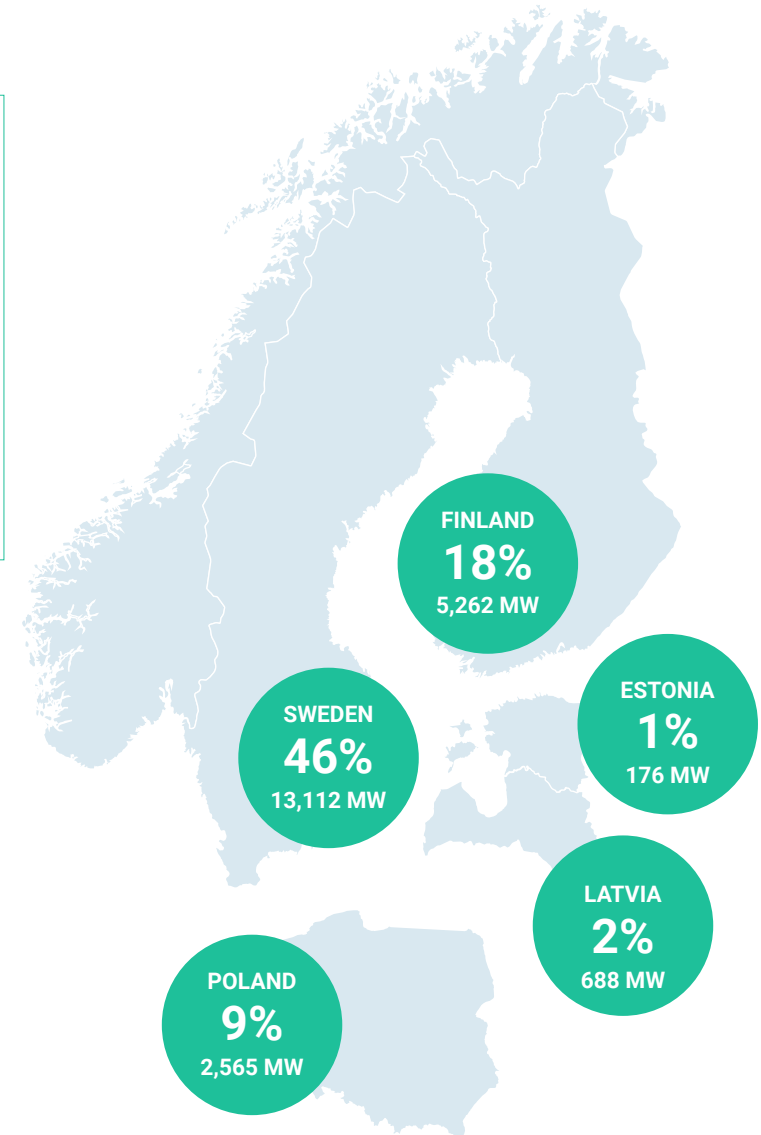 FINLAND
18%
5,262 MW
ESTONIA
1%
176 MW
SWEDEN
46%
13,112 MW
LATVIA
2%
688 MW
POLAND
9%
2,565 MW